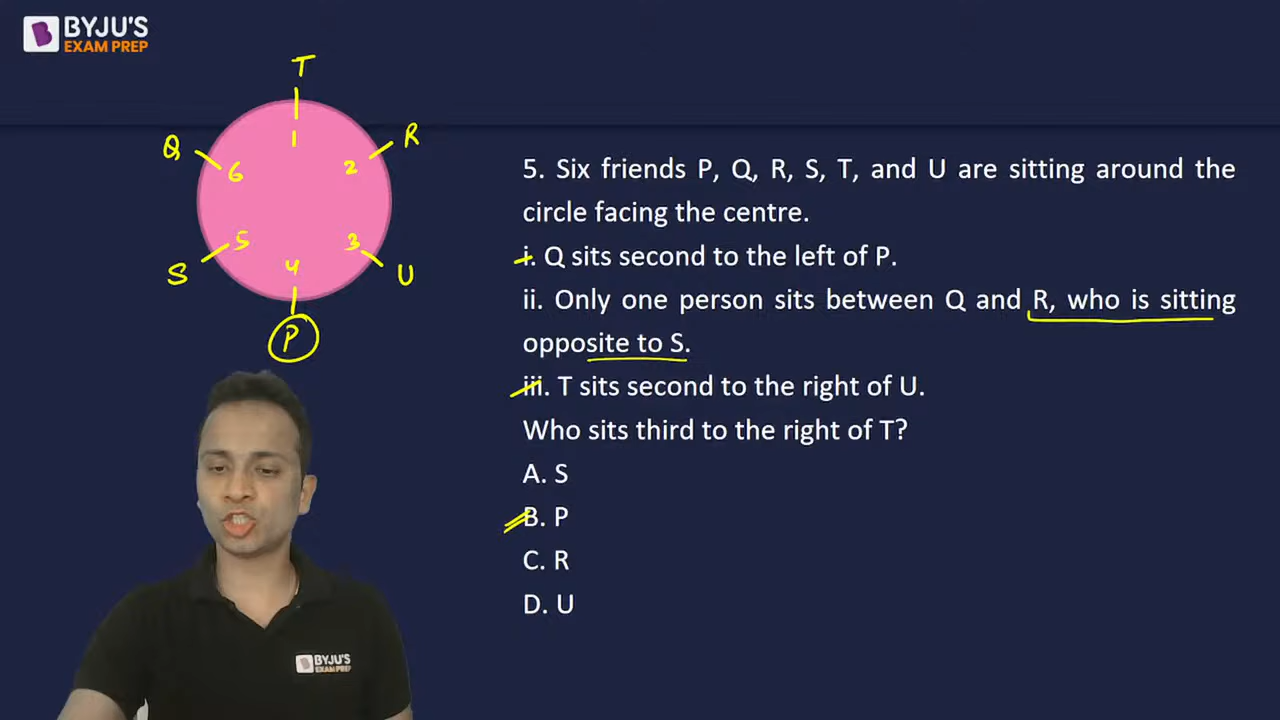 BYJU'S
EXAM PREP
T
Q
R
1
6
2
5
3
S
4
U
P
5. Six friends P, Q, R, S, T, and U are sitting around the
circle facing the centre.
i. Q sits second to the left of P.
ii. Only one person sits between Q and R, who is sitting
opposite to S.
iii. T sits second to the right of U.
Who sits third to the right of T?
A. S
B. P
C. R
D. U
BYJU'S
EXAM PREP